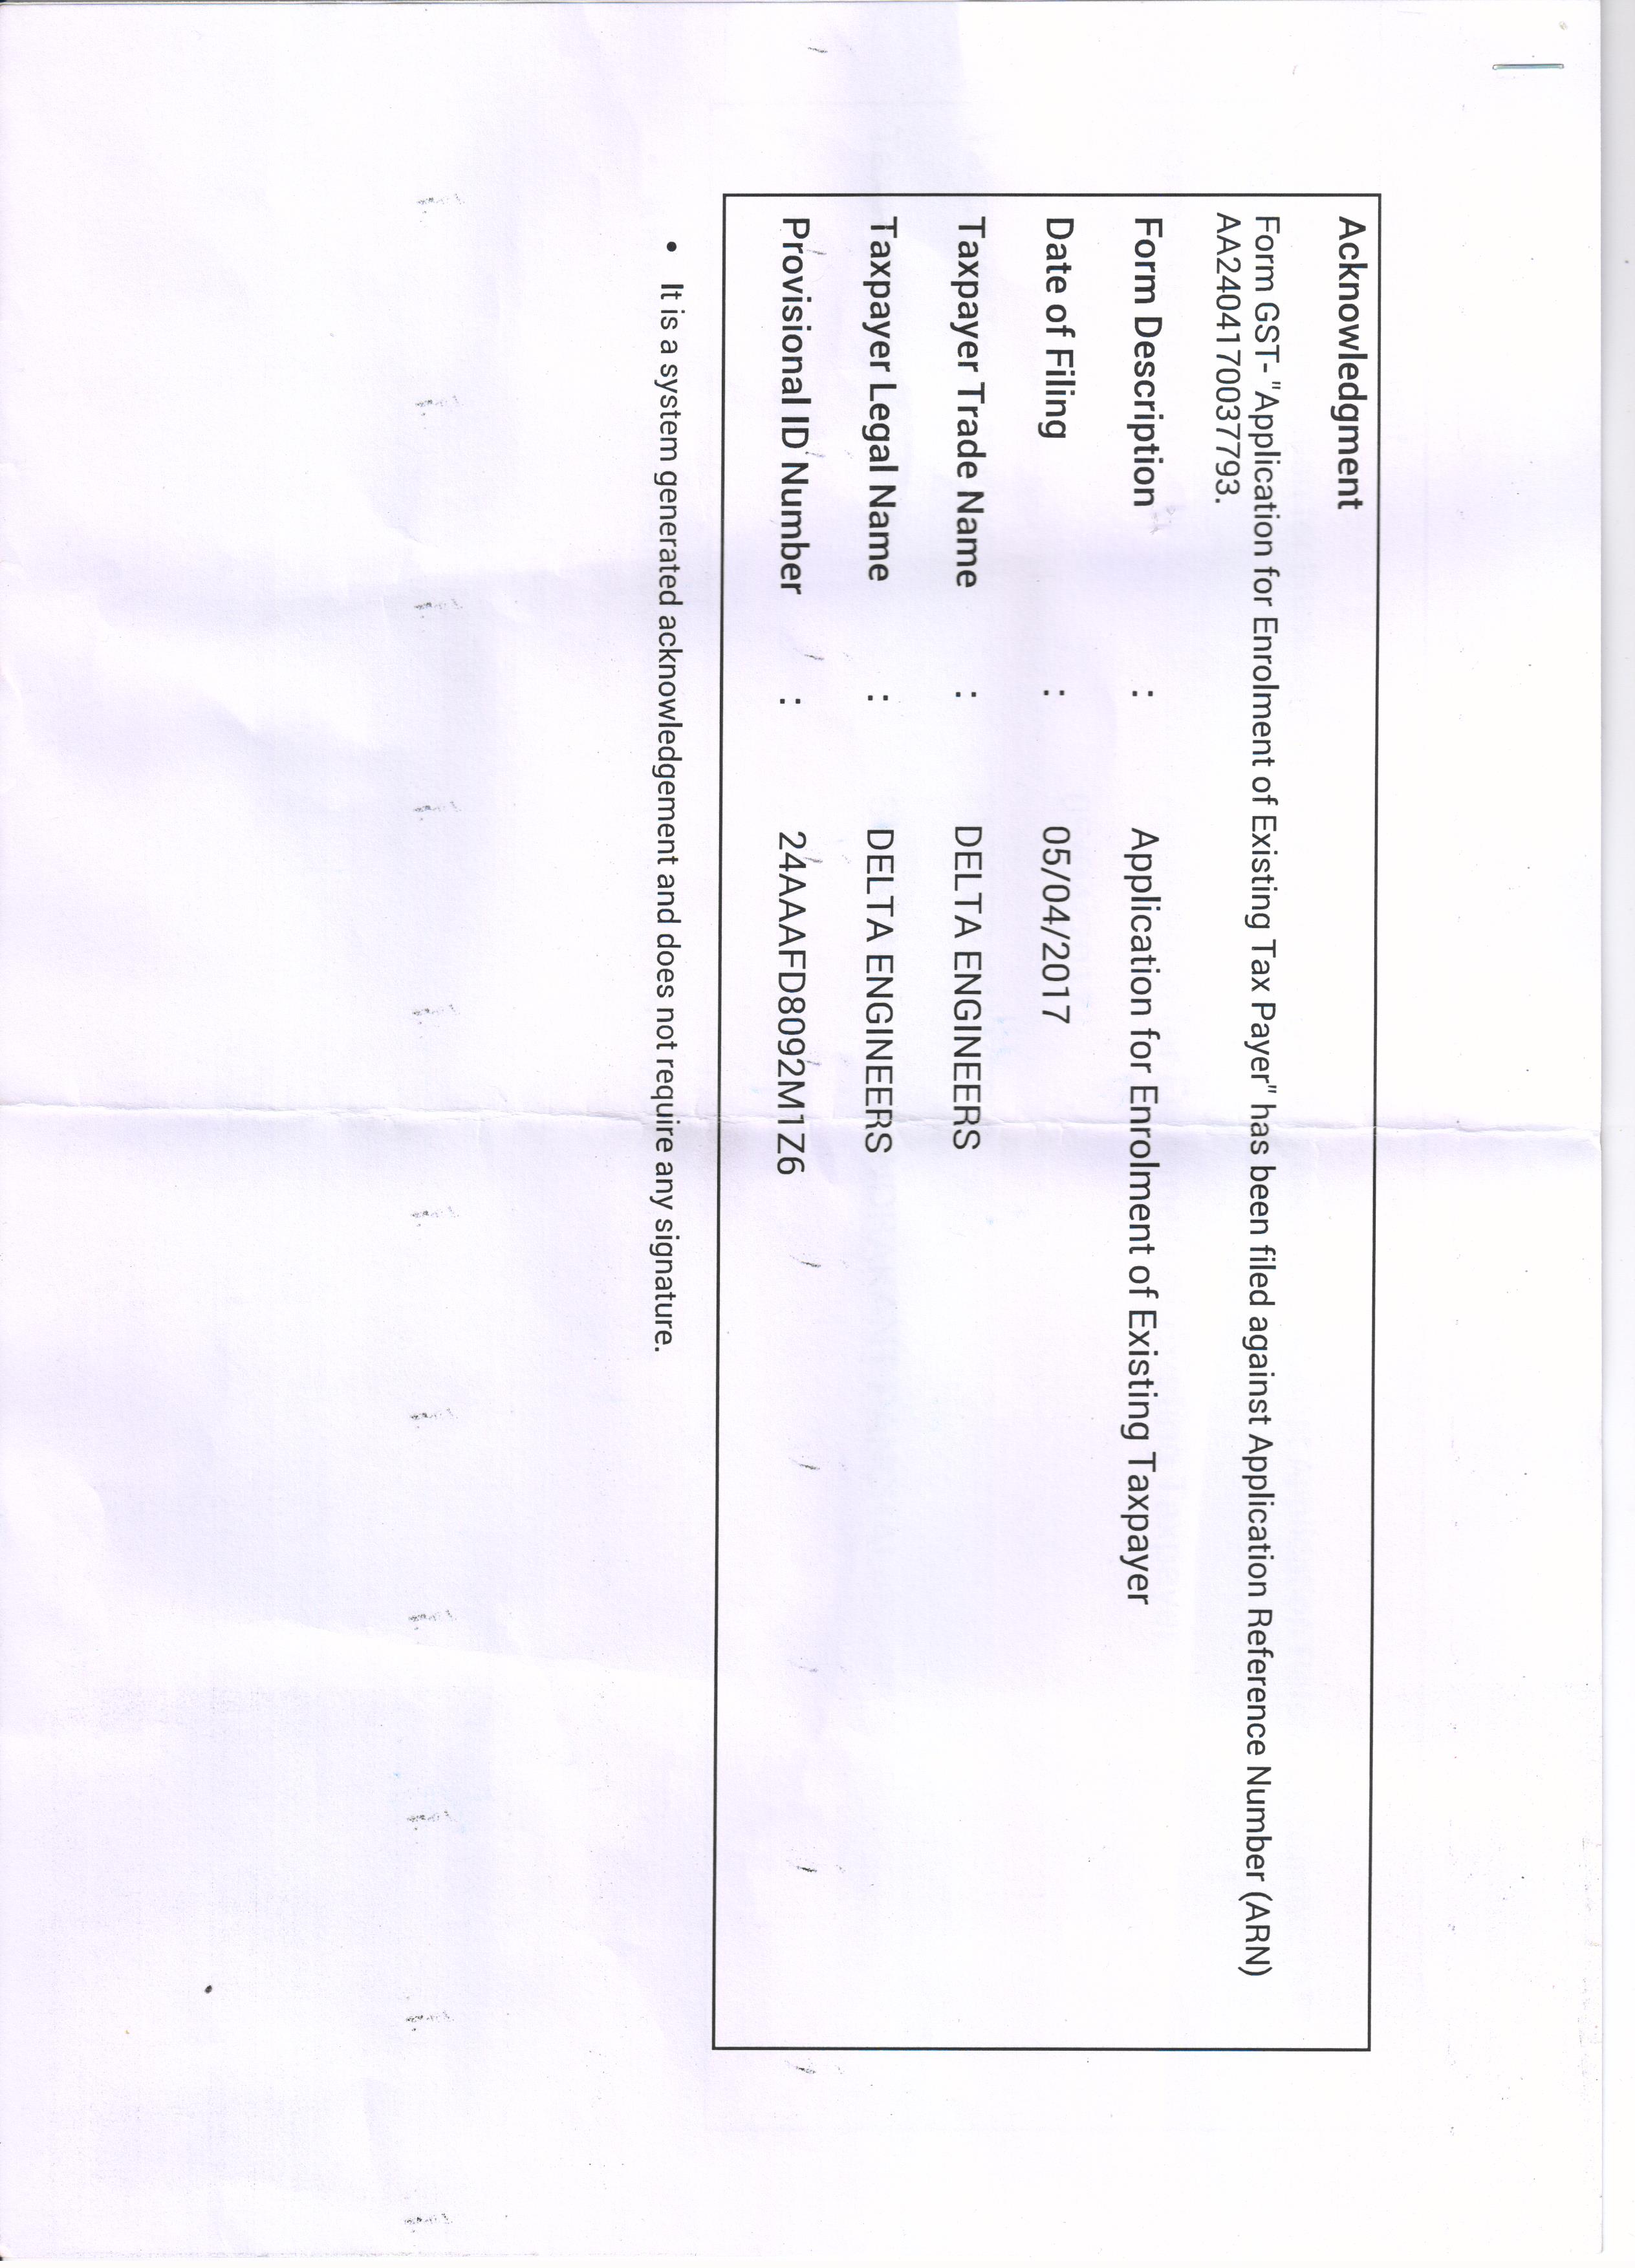 Acknowledgment
Form GST- "Application for Enrolment of Existing Tax Payer" has been filed against Application Reference Number (ARN)
AA2404170037793.
Form Description : Application for Enrolment of Existing Taxpayer
Date of Filing : 05/04/2017
Taxpayer Trade Name : DELTA ENGINEERS
Taxpayer Legal Name : DELTA ENGINEERS
Provisional ID Number : 24AAAFD8092M1Z6
• It is a system generated acknowledgement and does not require any signature.